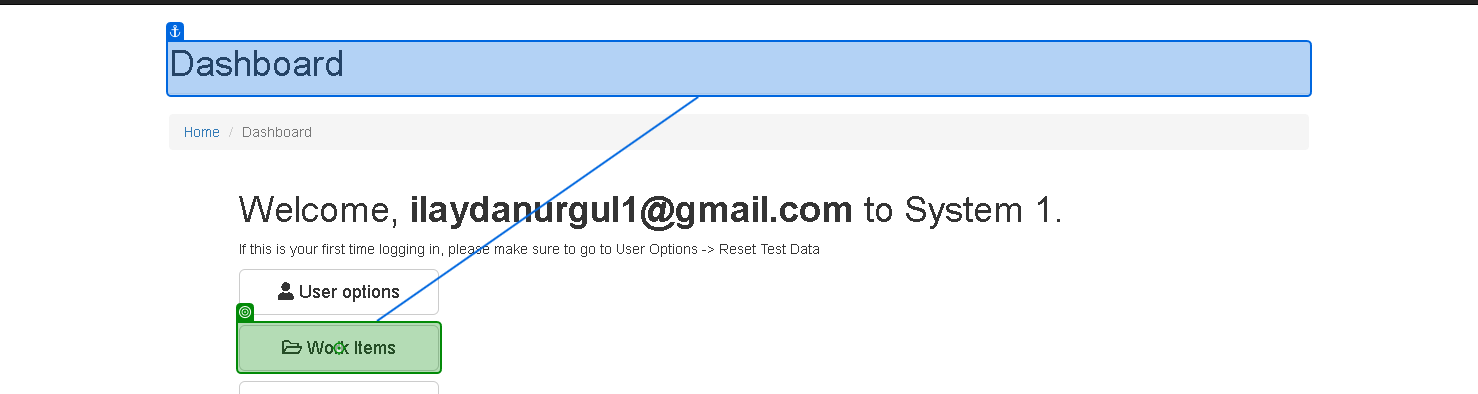 Dashboard
Home / Dashboard
Welcome, ilaydanurgul1@gmail.com to System 1.
If this is your first time logging in, please make sure to go to User Options -> Reset Test Data
User options
Work Items